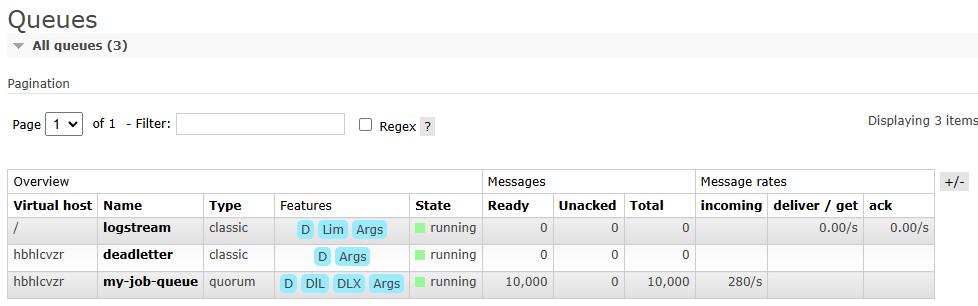 Queues
All queues (3)
Pagination
Page 1 of 1 - Filter: Regex ? Displaying 3 items
Overview Messages Message rates +/-
Virtual host Name Type Features State Ready Unacked Total incoming deliver / get ack
/ logstream classic D Lim Args running 0 0 0 0.00/s 0.00/s
hbhlcvzr deadletter classic D Args running 0 0 0
hbhlcvzr my-job-queue quorum D DlL DLX Args running 10,000 0 10,000 280/s